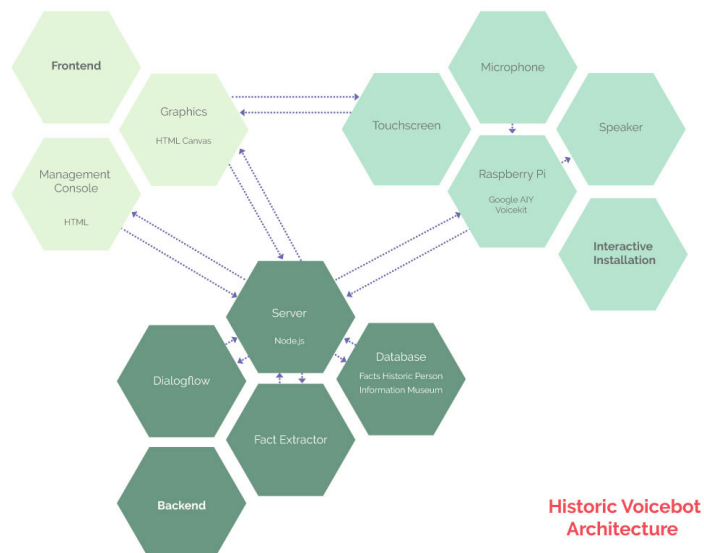 Frontend
Graphics
HTML Canvas
Management
Console
HTML
Microphone
Touchscreen
Speaker
Raspberry Pi
Google AIY
Voicekit
Interactive
Installation
Server
Node.js
Dialogflow
Database
Facts Historic Person
Information Museum
Fact Extractor
Backend
Historic Voicebot
Architecture